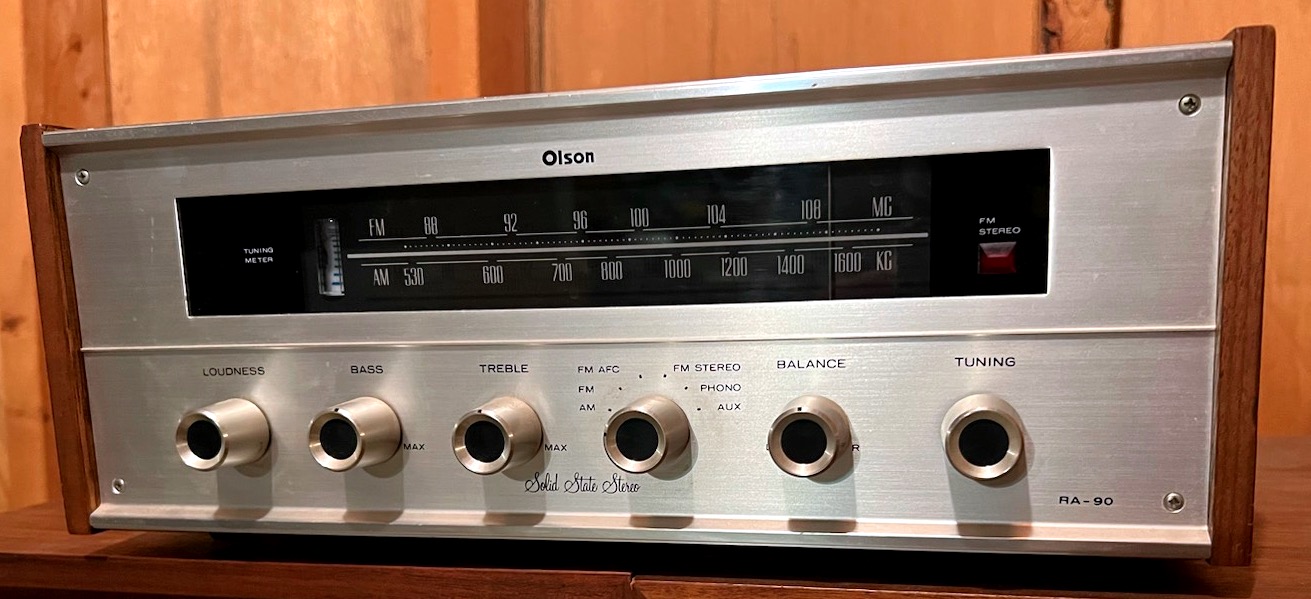 Olson
TUNING
METER
FM 88 92 96 100 104 108 MC
AM 530 600 700 800 1000 1200 1400 1600 KC
FM
STEREO
LOUDNESS BASS TREBLE BALANCE TUNING
FM AFC FM STEREO
FM PHONO
AM AUX
MAX MAX L R
Solid State Stereo
RA-90